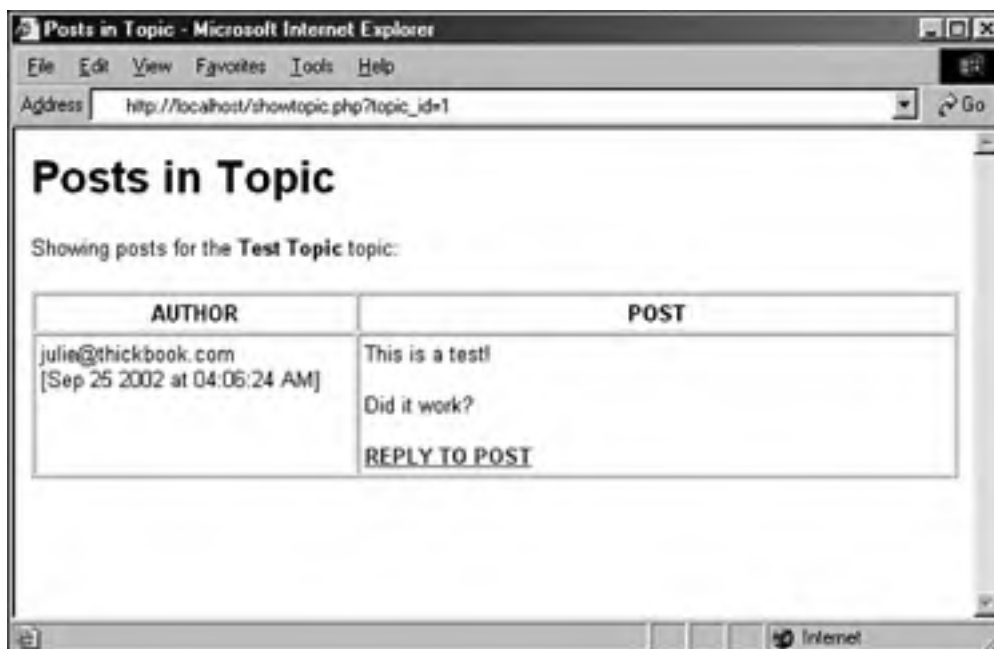 Posts in Topic - Microsoft Internet Explorer
File Edit View Favorites Tools Help
Address http://localhost/showtopic.php?topic_id=1 Go
Posts in Topic
Showing posts for the Test Topic topic:
AUTHOR POST
julie@thickbook.com This is a test!
[Sep 25 2002 at 04:06:24 AM]
Did it work?
REPLY TO POST
Internet